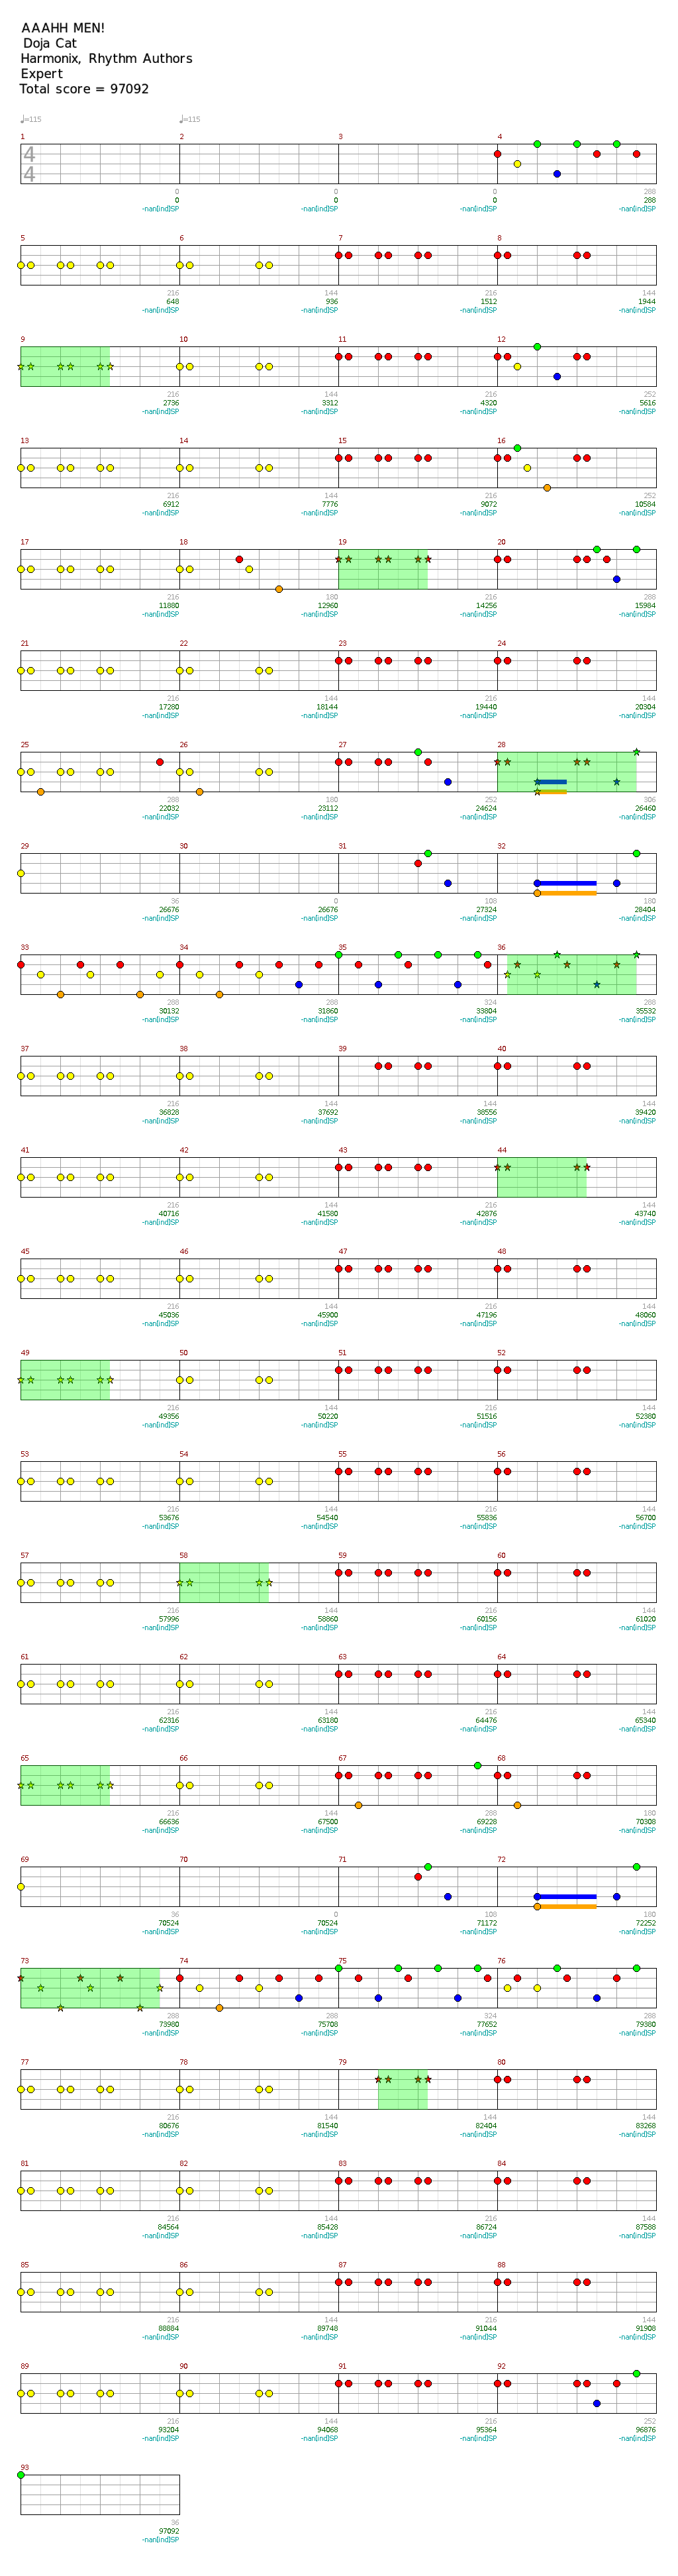 AAAHH MEN!
Doja Cat
Harmonix, Rhythm Authors
Expert
Total score = 97092
♩=115 ♩=115
1 2 3 4
4
4
0 0 0 288
0 0 0 288
-nan(ind)SP -nan(ind)SP -nan(ind)SP -nan(ind)SP
5 6 7 8
216 144 216 144
648 936 1512 1944
-nan(ind)SP -nan(ind)SP -nan(ind)SP -nan(ind)SP
9 10 11 12
216 144 216 252
2736 3312 4320 5616
-nan(ind)SP -nan(ind)SP -nan(ind)SP -nan(ind)SP
13 14 15 16
216 144 216 252
6912 7776 9072 10584
-nan(ind)SP -nan(ind)SP -nan(ind)SP -nan(ind)SP
17 18 19 20
216 180 216 288
11880 12960 14256 15984
-nan(ind)SP -nan(ind)SP -nan(ind)SP -nan(ind)SP
21 22 23 24
216 144 216 144
17280 18144 19440 20304
-nan(ind)SP -nan(ind)SP -nan(ind)SP -nan(ind)SP
25 26 27 28
288 180 252 306
22032 23112 24624 26460
-nan(ind)SP -nan(ind)SP -nan(ind)SP -nan(ind)SP
29 30 31 32
36 0 108 180
26676 26676 27324 28404
-nan(ind)SP -nan(ind)SP -nan(ind)SP -nan(ind)SP
33 34 35 36
288 288 324 288
30132 31860 33804 35532
-nan(ind)SP -nan(ind)SP -nan(ind)SP -nan(ind)SP
37 38 39 40
216 144 144 144
36828 37692 38556 39420
-nan(ind)SP -nan(ind)SP -nan(ind)SP -nan(ind)SP
41 42 43 44
216 144 216 144
40716 41580 42876 43740
-nan(ind)SP -nan(ind)SP -nan(ind)SP -nan(ind)SP
45 46 47 48
216 144 216 144
45036 45900 47196 48060
-nan(ind)SP -nan(ind)SP -nan(ind)SP -nan(ind)SP
49 50 51 52
216 144 216 144
49356 50220 51516 52380
-nan(ind)SP -nan(ind)SP -nan(ind)SP -nan(ind)SP
53 54 55 56
216 144 216 144
53676 54540 55836 56700
-nan(ind)SP -nan(ind)SP -nan(ind)SP -nan(ind)SP
57 58 59 60
216 144 216 144
57996 58860 60156 61020
-nan(ind)SP -nan(ind)SP -nan(ind)SP -nan(ind)SP
61 62 63 64
216 144 216 144
62316 63180 64476 65340
-nan(ind)SP -nan(ind)SP -nan(ind)SP -nan(ind)SP
65 66 67 68
216 144 288 180
66636 67500 69228 70308
-nan(ind)SP -nan(ind)SP -nan(ind)SP -nan(ind)SP
69 70 71 72
36 0 108 180
70524 70524 71172 72252
-nan(ind)SP -nan(ind)SP -nan(ind)SP -nan(ind)SP
73 74 75 76
288 288 324 288
73980 75708 77652 79380
-nan(ind)SP -nan(ind)SP -nan(ind)SP -nan(ind)SP
77 78 79 80
216 144 144 144
80676 81540 82404 83268
-nan(ind)SP -nan(ind)SP -nan(ind)SP -nan(ind)SP
81 82 83 84
216 144 216 144
84564 85428 86724 87588
-nan(ind)SP -nan(ind)SP -nan(ind)SP -nan(ind)SP
85 86 87 88
216 144 216 144
88884 89748 91044 91908
-nan(ind)SP -nan(ind)SP -nan(ind)SP -nan(ind)SP
89 90 91 92
216 144 216 252
93204 94068 95364 96876
-nan(ind)SP -nan(ind)SP -nan(ind)SP -nan(ind)SP
93
36
97092
-nan(ind)SP